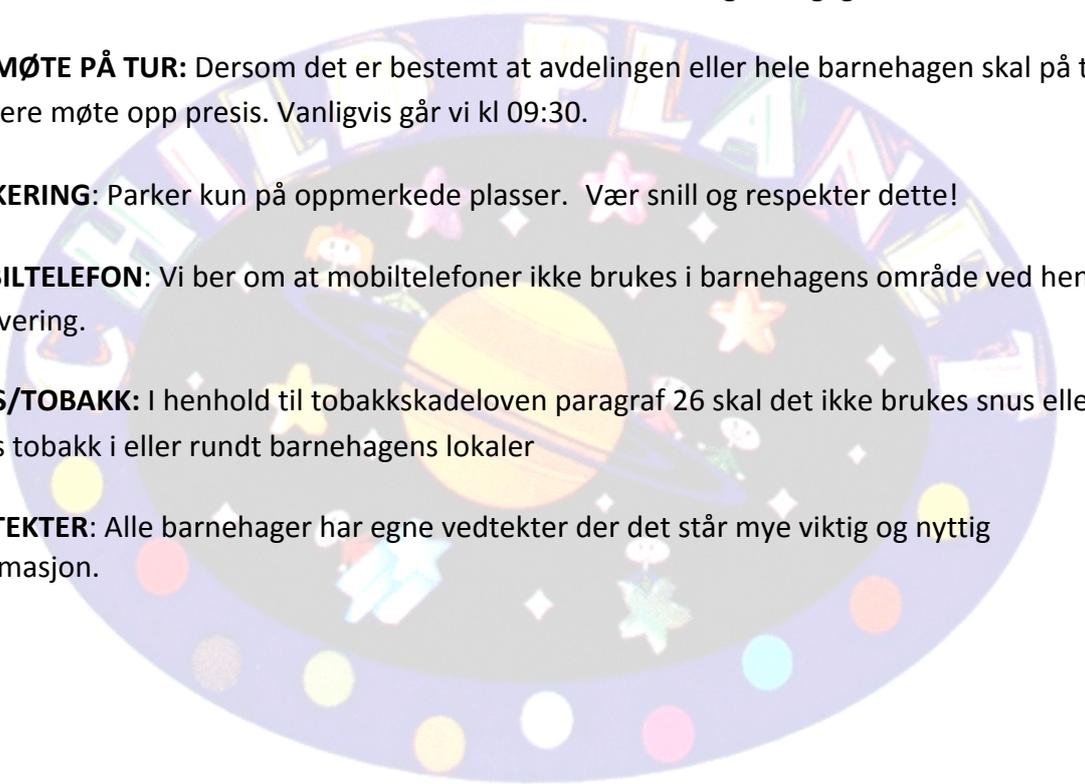 MØTE PÅ TUR: Dersom det er bestemt at avdelingen eller hele barnehagen skal på t
ere møte opp presis. Vanligvis går vi kl 09:30.
KERING: Parker kun på oppmerkede plasser. Vær snill og respekter dette!
BILTELEFON: Vi ber om at mobiltelefoner ikke brukes i barnehagens område ved hen
vering.
S/TOBAKK: I henhold til tobakkskadeloven paragraf 26 skal det ikke brukes snus elle
s tobakk i eller rundt barnehagens lokaler
TEKTER: Alle barnehager har egne vedtekter der det står mye viktig og nyttig
masjon.
CHILD PLANET